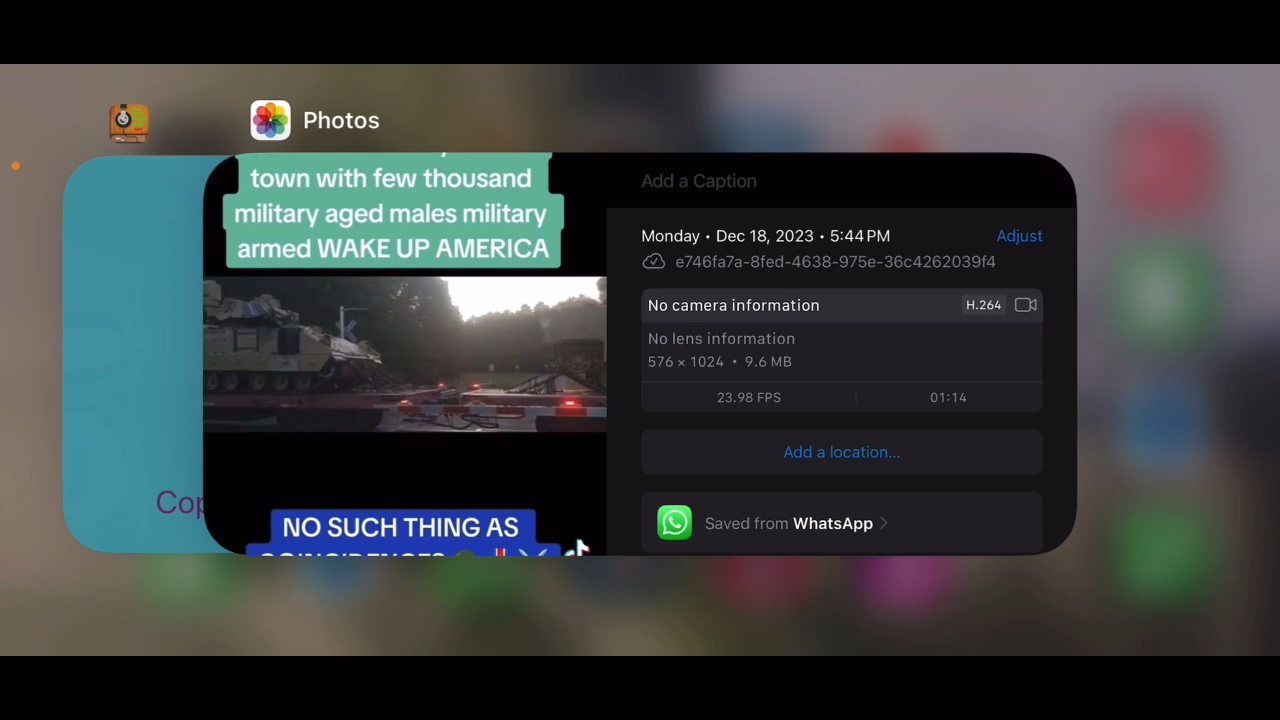 Photos
town with few thousand
military aged males military
armed WAKE UP AMERICA
NO SUCH THING AS
Add a Caption
Monday • Dec 18, 2023 • 5:44 PM
Adjust
e746fa7a-8fed-4638-975e-36c4262039f4
No camera information
H.264
No lens information
576 × 1024 • 9.6 MB
23.98 FPS
01:14
Add a location...
Saved from WhatsApp
Cop